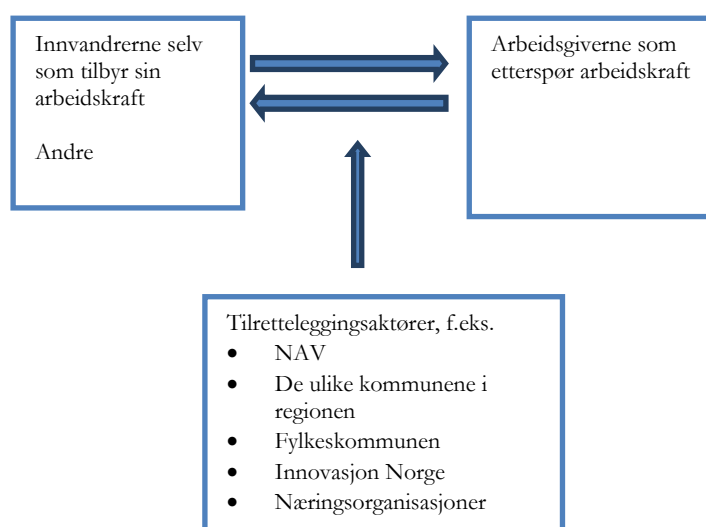 Innvandrerne selv
som tilbyr sin
arbeidskraft
Andre
Arbeidsgiverne som
etterspør arbeidskraft
Tilretteleggingsaktører, f.eks.
• NAV
• De ulike kommunene i
regionen
• Fylkeskommunen
• Innovasjon Norge
• Næringsorganisasjoner